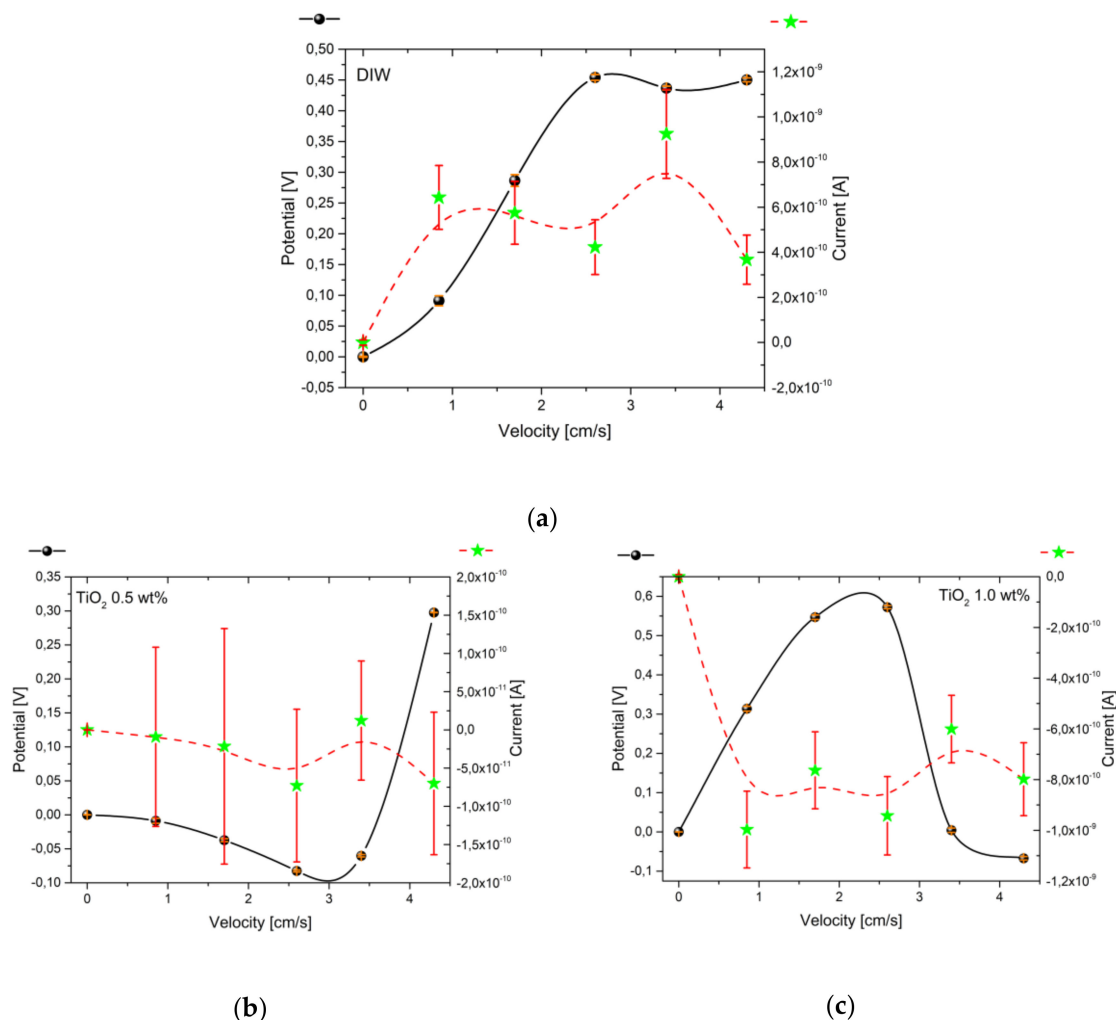 DIW
0,50
0,45
0,40
0,35
0,30
0,25
0,20
0,15
0,10
0,05
0,00
-0,05
Potential [V]
1,2x10⁻⁹
1,0x10⁻⁹
8,0x10⁻¹⁰
6,0x10⁻¹⁰
4,0x10⁻¹⁰
2,0x10⁻¹⁰
0,0
-2,0x10⁻¹⁰
Current [A]
0 1 2 3 4
Velocity [cm/s]
(a)
TiO₂ 0.5 wt%
0,35
0,30
0,25
0,20
0,15
0,10
0,05
0,00
-0,05
-0,10
Potential [V]
2,0x10⁻¹⁰
1,5x10⁻¹⁰
1,0x10⁻¹⁰
5,0x10⁻¹¹
0,0
-5,0x10⁻¹¹
-1,0x10⁻¹⁰
-1,5x10⁻¹⁰
-2,0x10⁻¹⁰
Current [A]
0 1 2 3 4
Velocity [cm/s]
(b)
TiO₂ 1.0 wt%
0,6
0,5
0,4
0,3
0,2
0,1
0,0
-0,1
Potential [V]
0,0
-2,0x10⁻¹⁰
-4,0x10⁻¹⁰
-6,0x10⁻¹⁰
-8,0x10⁻¹⁰
-1,0x10⁻⁹
-1,2x10⁻⁹
Current [A]
0 1 2 3 4
Velocity [cm/s]
(c)